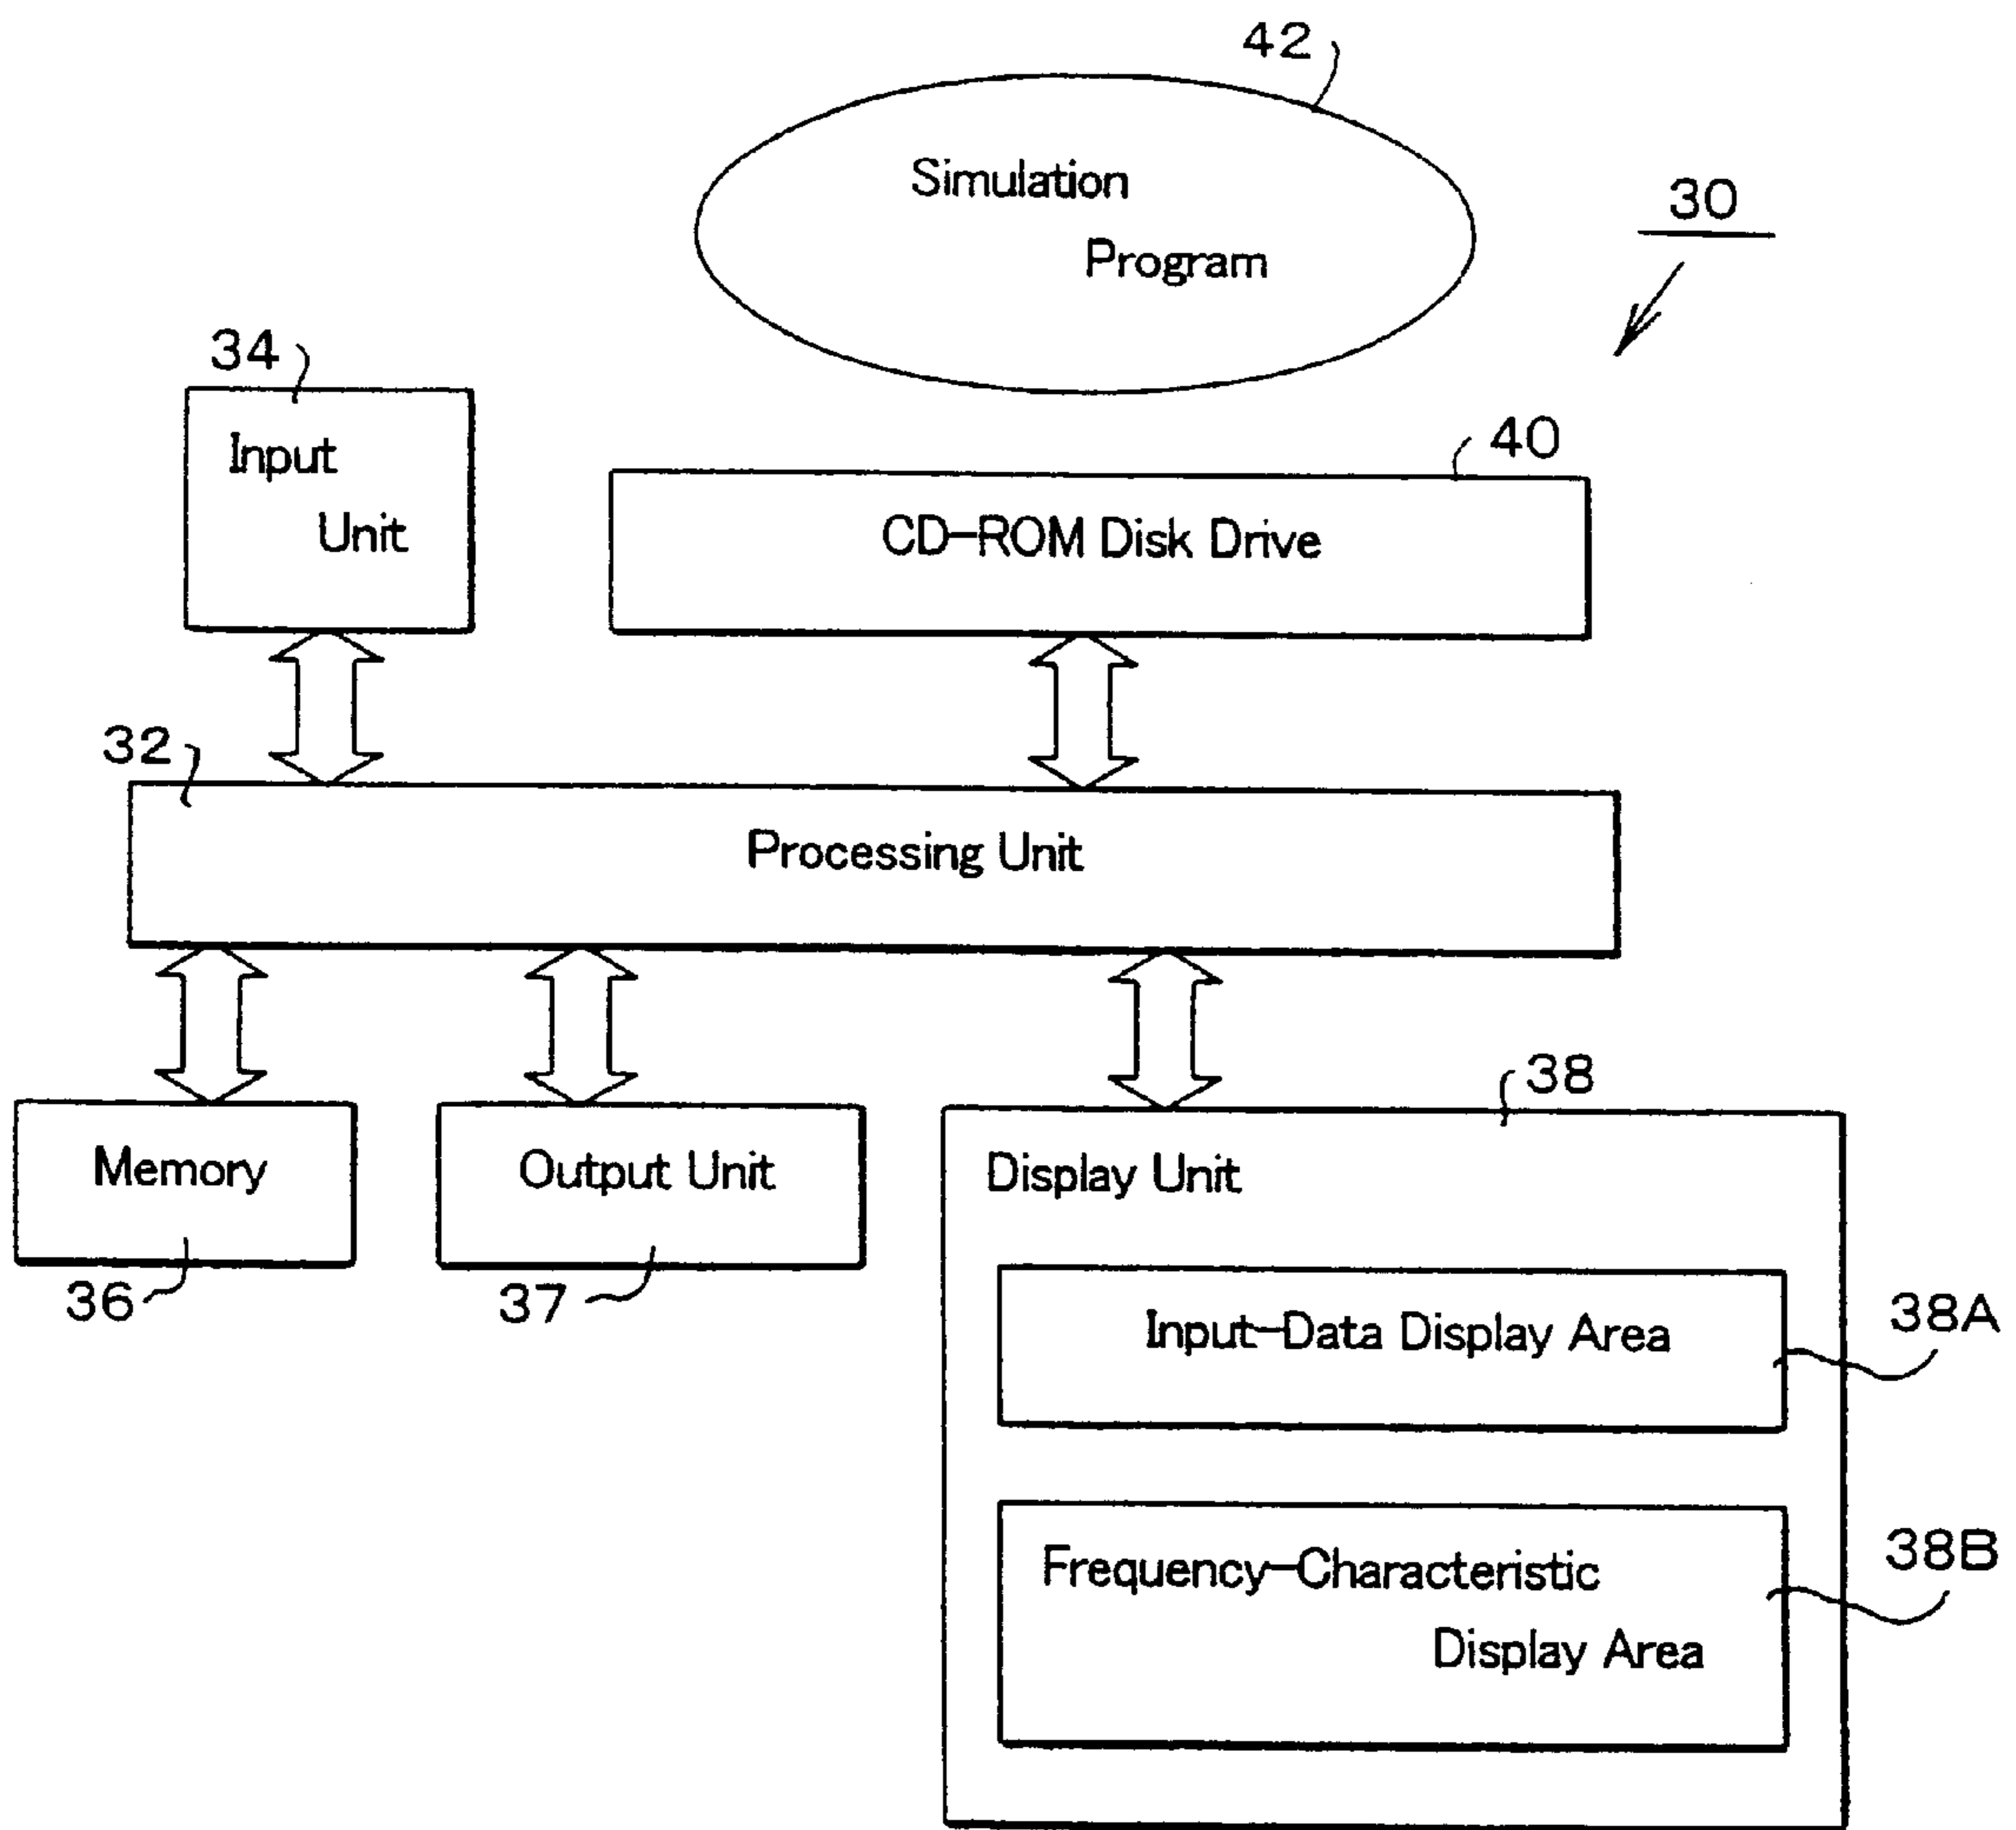 42
Simulation
Program
30
34
Input
Unit
40
CD-ROM Disk Drive
32
Processing Unit
38
Memory
Output Unit
Display Unit
36
37
Input-Data Display Area
38A
Frequency-Characteristic
Display Area
38B